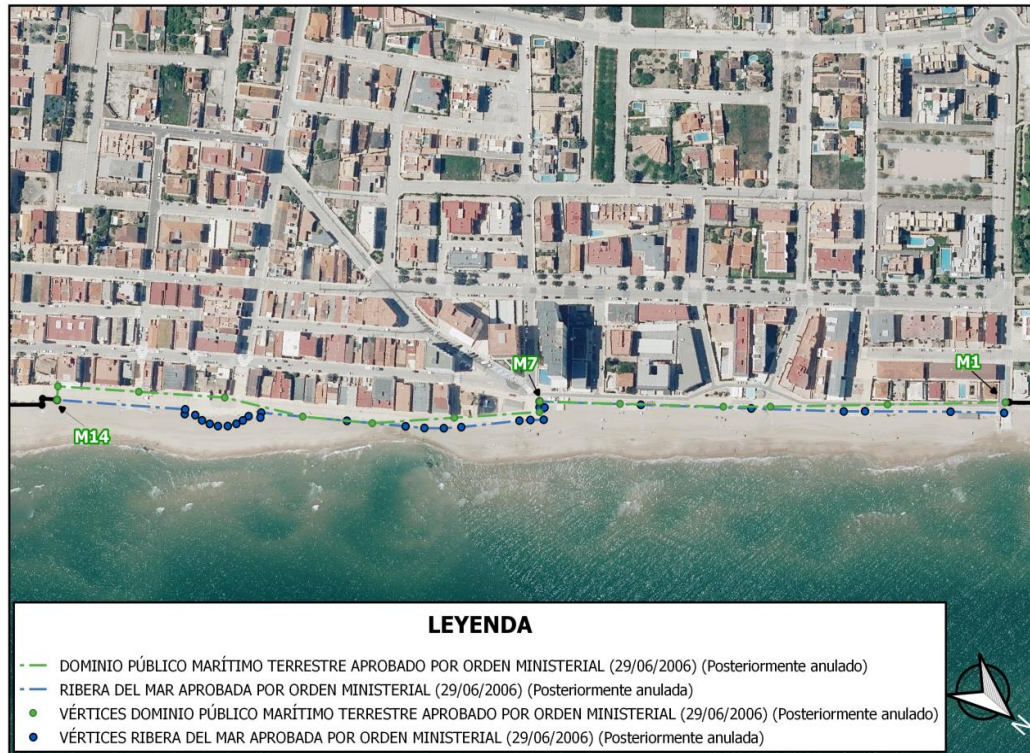 M7
M1
M14
LEYENDA
DOMINIO PÚBLICO MARÍTIMO TERRESTRE APROBADO POR ORDEN MINISTERIAL (29/06/2006) (Posteriormente anulado)
RIBERA DEL MAR APROBADA POR ORDEN MINISTERIAL (29/06/2006) (Posteriormente anulada)
VÉRTICES DOMINIO PÚBLICO MARÍTIMO TERRESTRE APROBADO POR ORDEN MINISTERIAL (29/06/2006) (Posteriormente anulado)
VÉRTICES RIBERA DEL MAR APROBADA POR ORDEN MINISTERIAL (29/06/2006) (Posteriormente anulada)
N